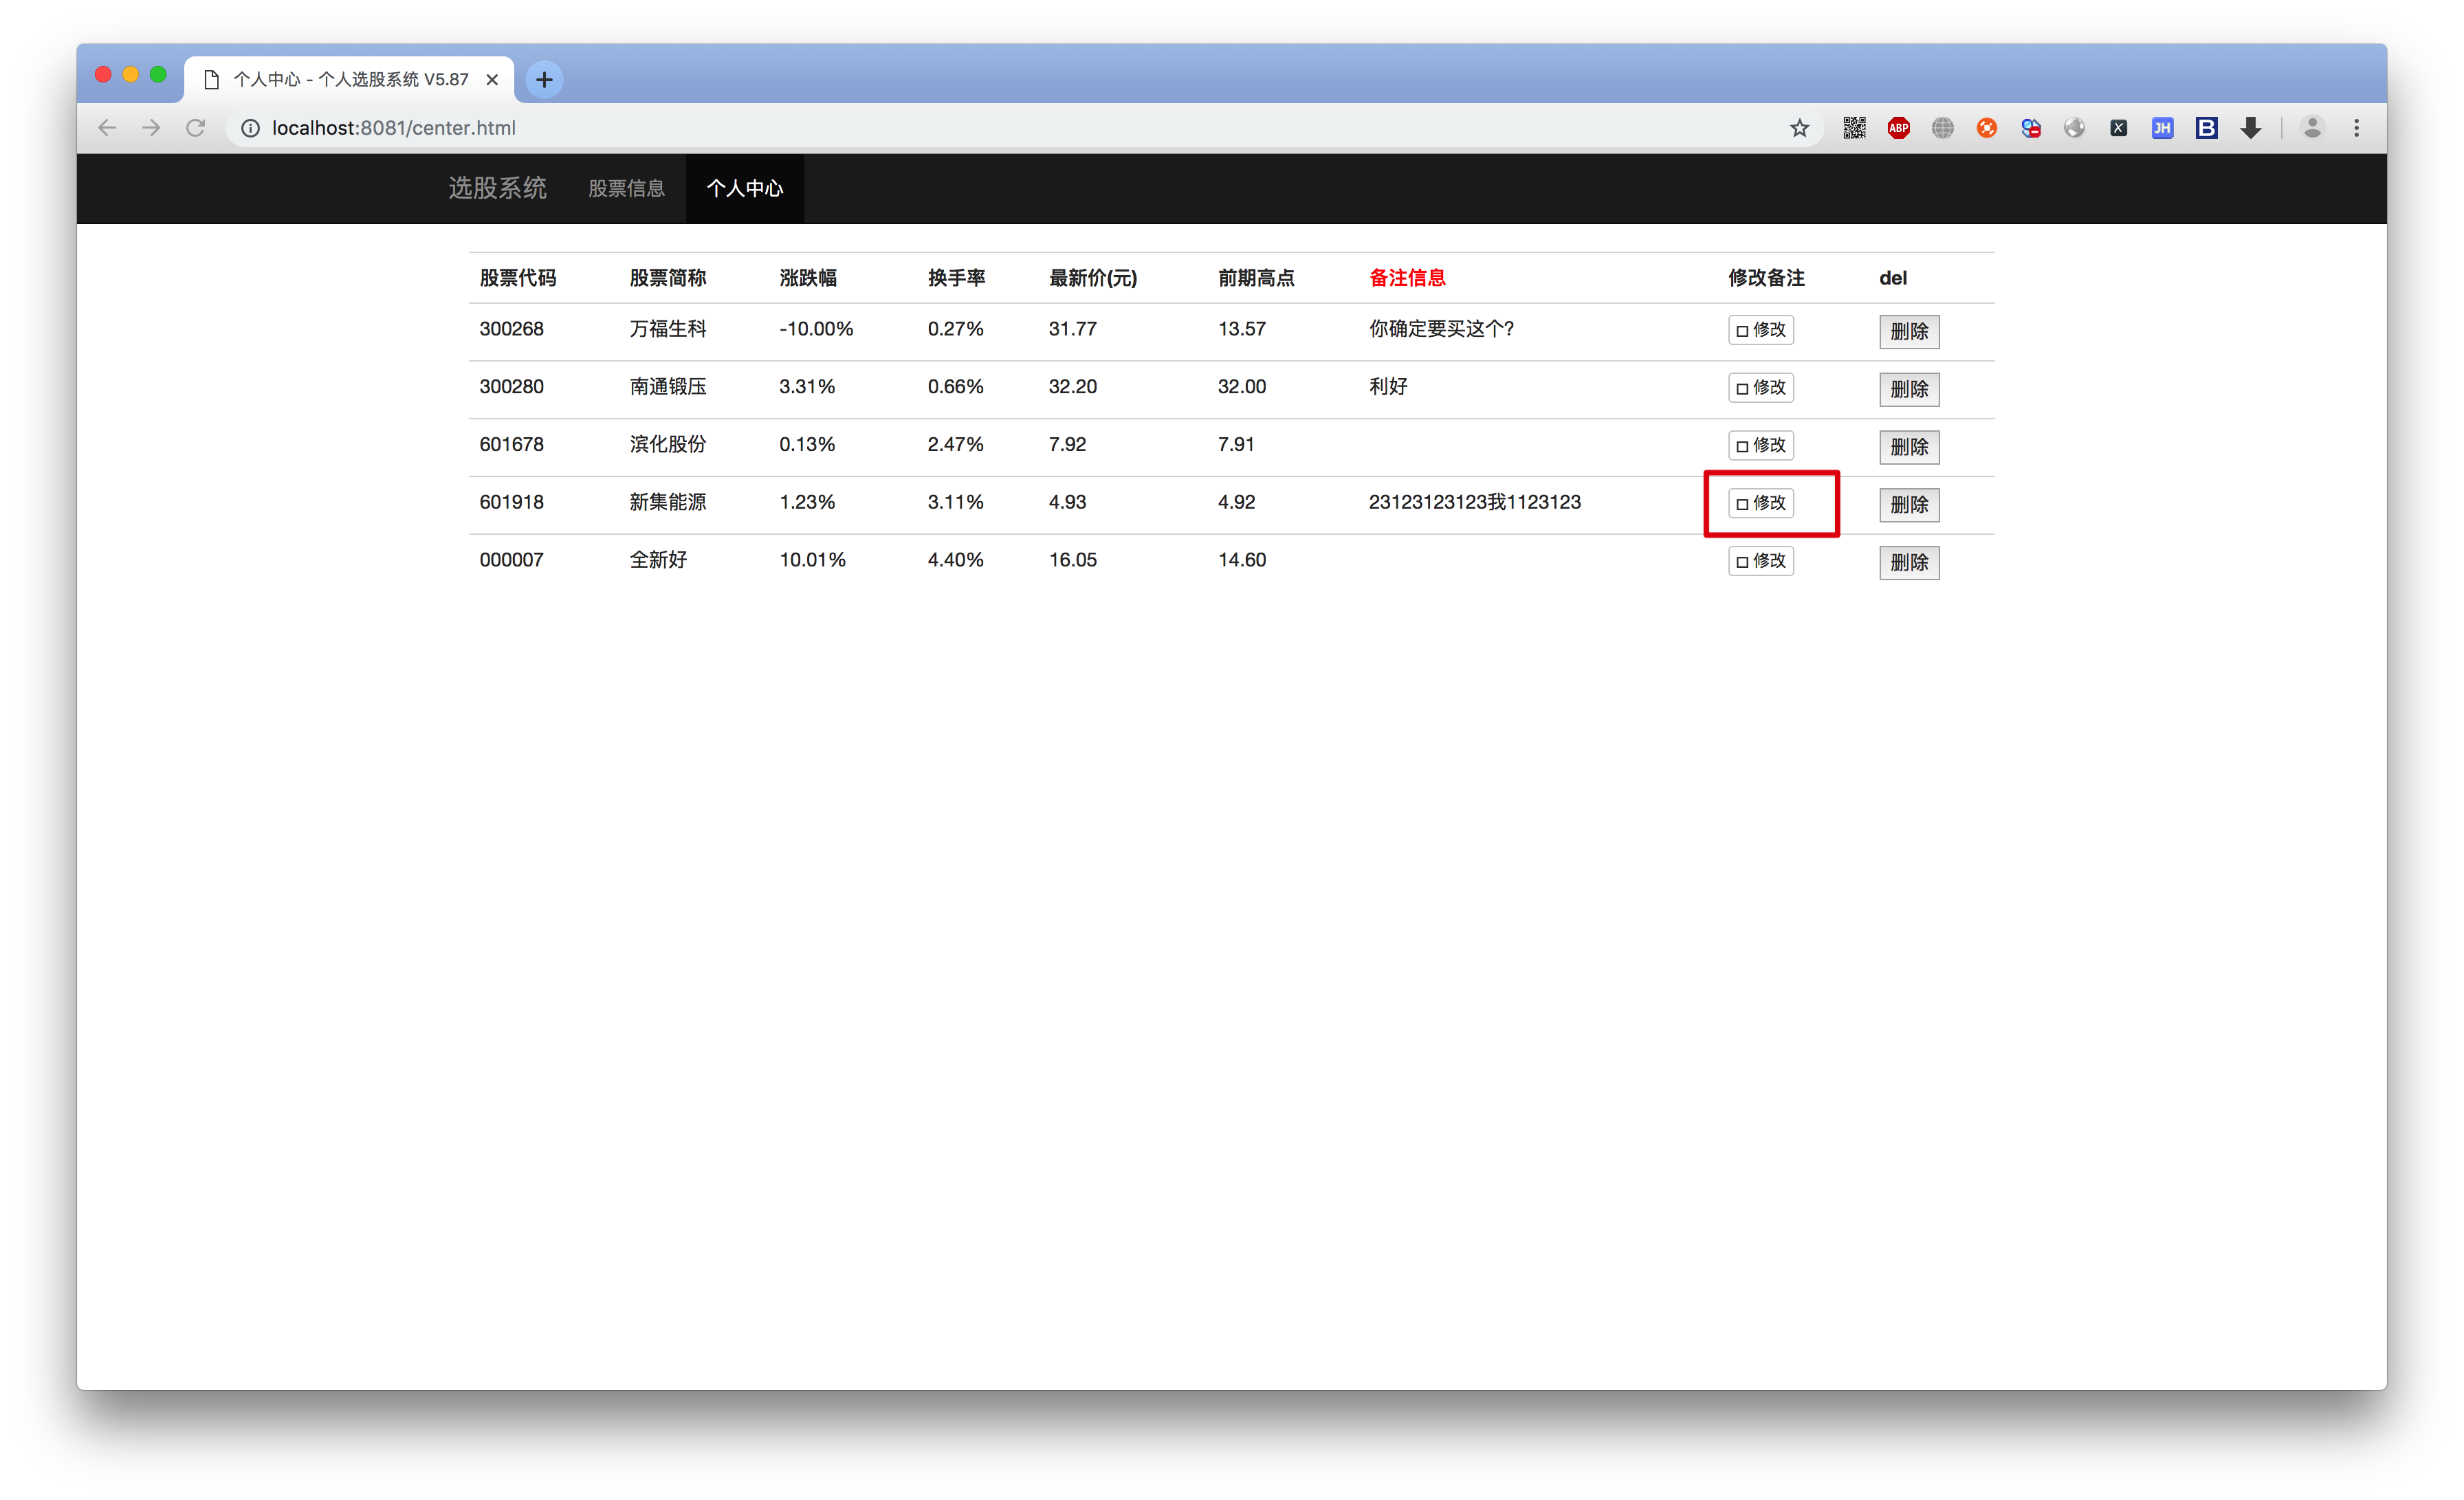 个人中心 - 个人选股系统 V5.87
localhost:8081/center.html
ABP JH B
选股系统 股票信息 个人中心
股票代码 股票简称 涨跌幅 换手率 最新价(元) 前期高点 备注信息 修改备注 del
300268 万福生科 -10.00% 0.27% 31.77 13.57 你确定要买这个? 修改 删除
300280 南通锻压 3.31% 0.66% 32.20 32.00 利好 修改 删除
601678 滨化股份 0.13% 2.47% 7.92 7.91 修改 删除
601918 新集能源 1.23% 3.11% 4.93 4.92 23123123123我1123123 修改 删除
000007 全新好 10.01% 4.40% 16.05 14.60 修改 删除